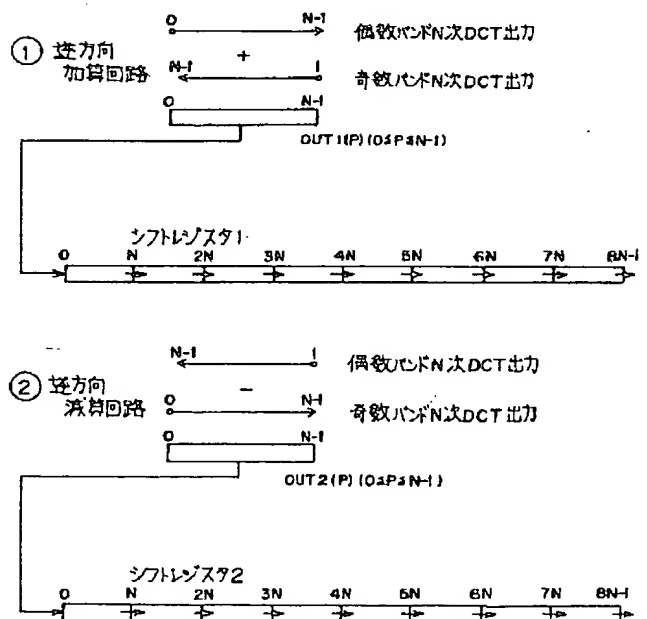 0 N-1 偶数バンドN次DCT出力
① 逆方向
加算回路
+
N-1 1 奇数バンドN次DCT出力
0 N-1
OUT1(P)(0≤P≤N-1)
シフトレジスタ1
0 N 2N 3N 4N 5N 6N 7N 8N-1
N-1 1 偶数バンドN次DCT出力
② 逆方向
減算回路
-
0 N-1 奇数バンドN次DCT出力
0 N-1
OUT2(P)(0≤P≤N-1)
シフトレジスタ2
0 N 2N 3N 4N 5N 6N 7N 8N-1